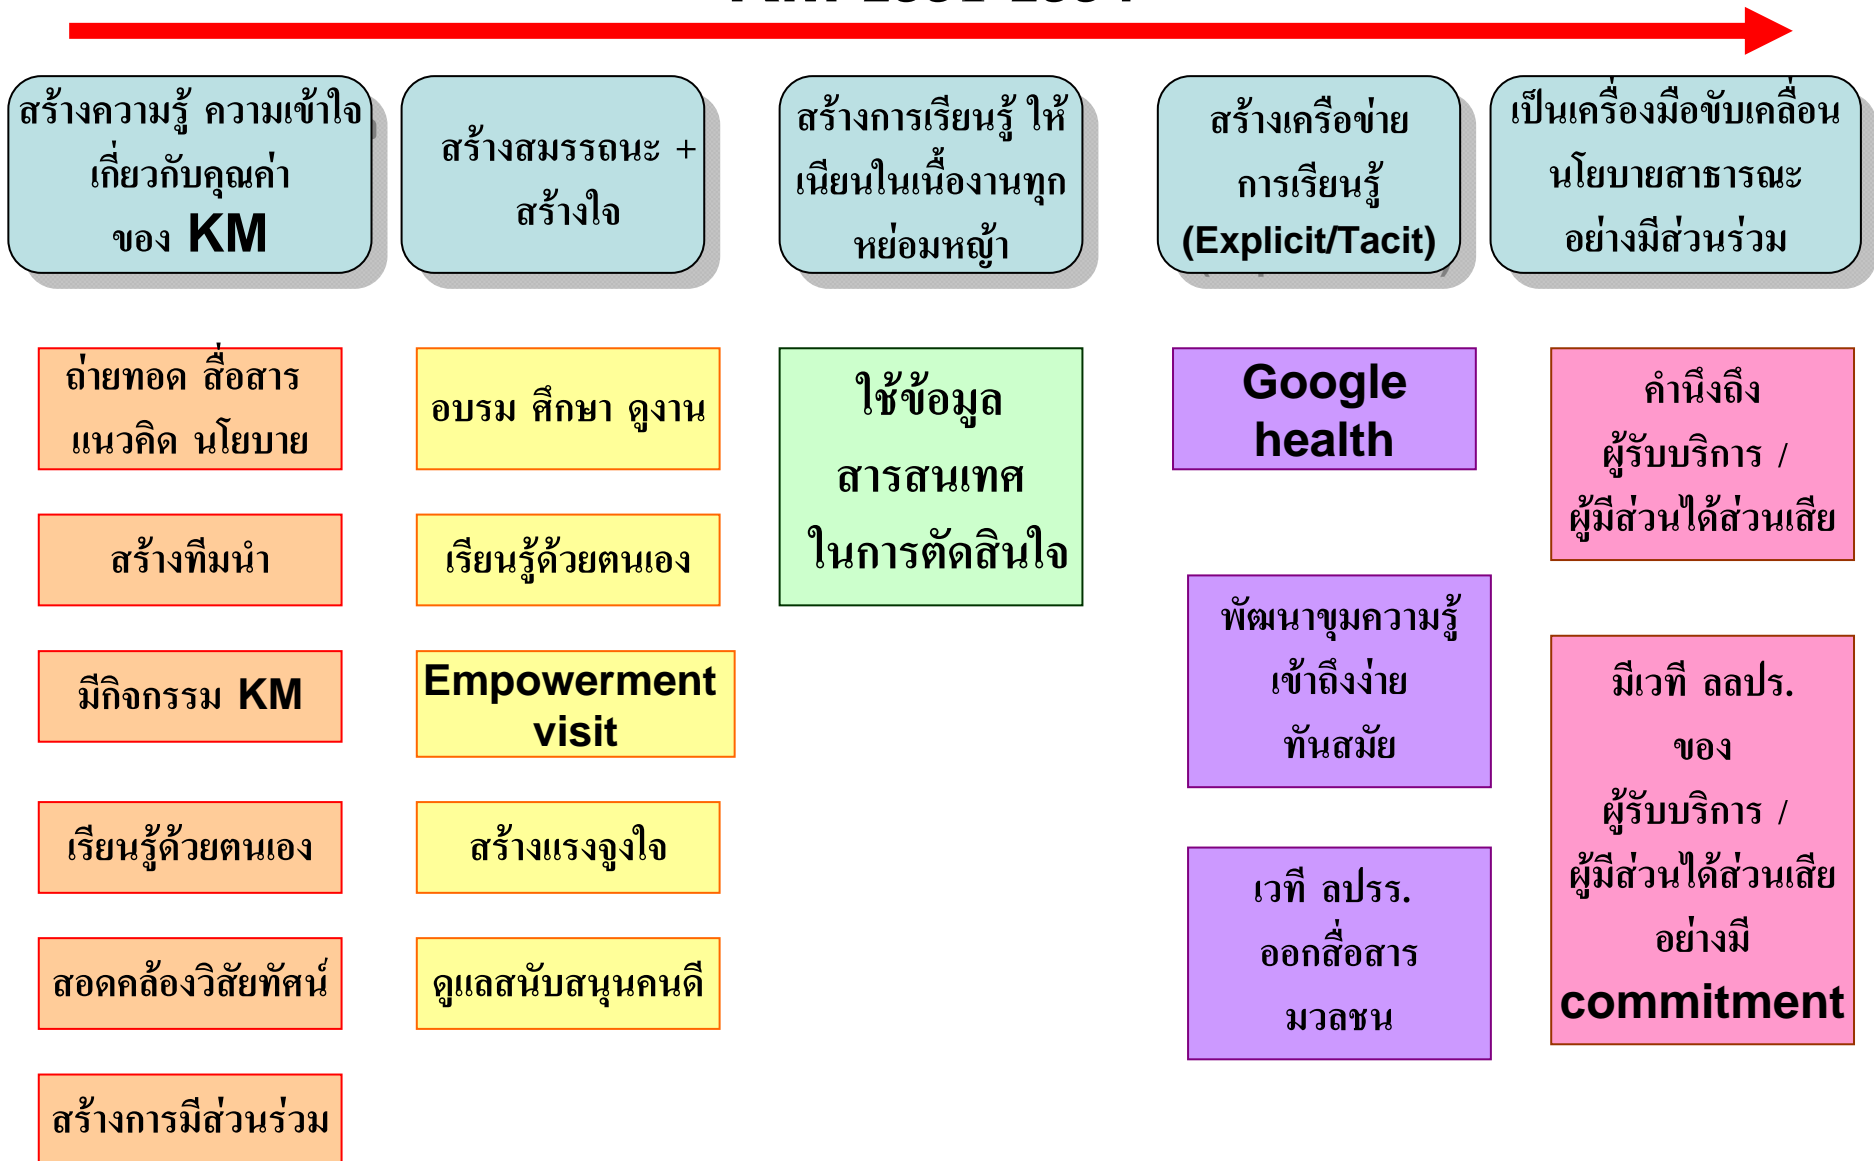 สร้างความรู้ ความเข้าใจ
เกี่ยวกับคุณค่า
ของ KM
สร้างสมรรถนะ +
สร้างใจ
สร้างการเรียนรู้ ให้
เนียนในเนื้องานทุก
หย่อมหญ้า
สร้างเครือข่าย
การเรียนรู้
(Explicit/Tacit)
เป็นเครื่องมือขับเคลื่อน
นโยบายสาธารณะ
อย่างมีส่วนร่วม
ถ่ายทอด สื่อสาร
แนวคิด นโยบาย
สร้างทีมนำ
มีกิจกรรม KM
เรียนรู้ด้วยตนเอง
สอดคล้องวิสัยทัศน์
สร้างการมีส่วนร่วม
อบรม ศึกษา ดูงาน
เรียนรู้ด้วยตนเอง
Empowerment
visit
สร้างแรงจูงใจ
ดูแลสนับสนุนคนดี
ใช้ข้อมูล
สารสนเทศ
ในการตัดสินใจ
Google
health
พัฒนาขุมความรู้
เข้าถึงง่าย
ทันสมัย
เวที ลปรร.
ออกสื่อสาร
มวลชน
คำนึงถึง
ผู้รับบริการ /
ผู้มีส่วนได้ส่วนเสีย
มีเวที ลลปร.
ของ
ผู้รับบริการ /
ผู้มีส่วนได้ส่วนเสีย
อย่างมี
commitment